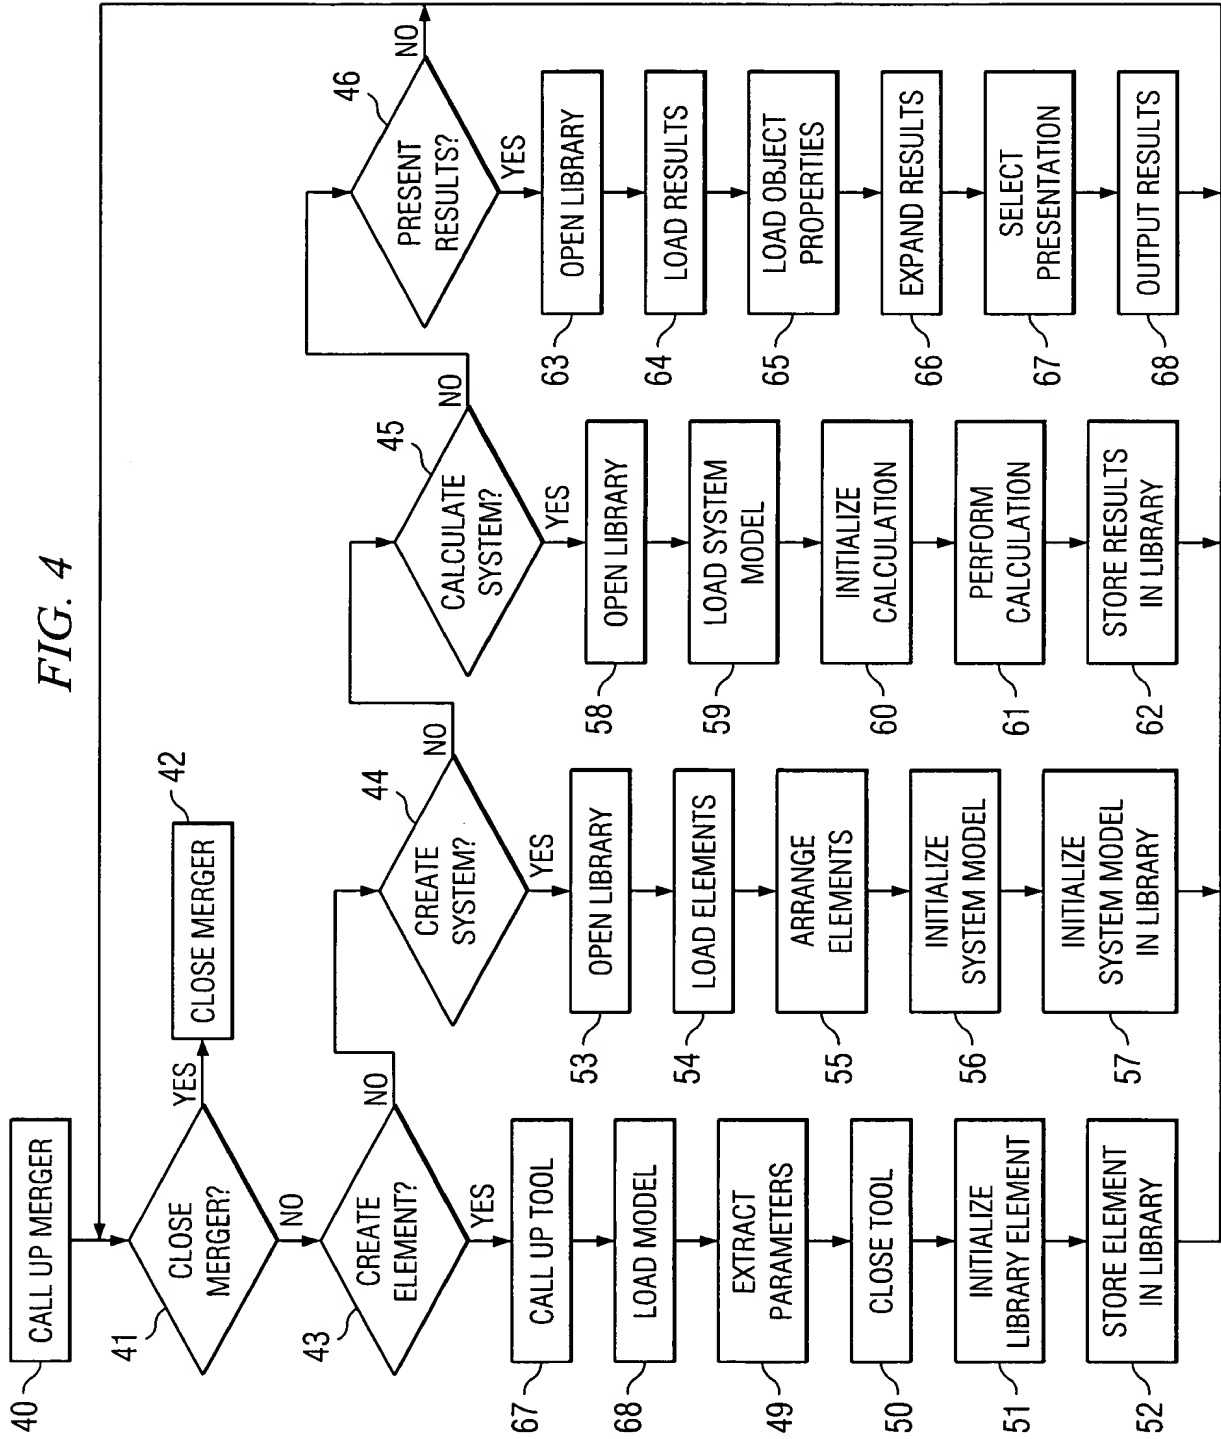 FIG. 4
40
CALL UP MERGER
41
CLOSE
MERGER?
YES
42
CLOSE MERGER
NO
43
CREATE
ELEMENT?
NO
YES
67
CALL UP TOOL
68
LOAD MODEL
49
EXTRACT
PARAMETERS
50
CLOSE TOOL
51
INITIALIZE
LIBRARY ELEMENT
52
STORE ELEMENT
IN LIBRARY
44
CREATE
SYSTEM?
NO
YES
53
OPEN LIBRARY
54
LOAD ELEMENTS
55
ARRANGE
ELEMENTS
56
INITIALIZE
SYSTEM MODEL
57
INITIALIZE
SYSTEM MODEL
IN LIBRARY
45
CALCULATE
SYSTEM?
NO
YES
58
OPEN LIBRARY
59
LOAD SYSTEM
MODEL
60
INITIALIZE
CALCULATION
61
PERFORM
CALCULATION
62
STORE RESULTS
IN LIBRARY
46
PRESENT
RESULTS?
NO
YES
63
OPEN LIBRARY
64
LOAD RESULTS
65
LOAD OBJECT
PROPERTIES
66
EXPAND RESULTS
67
SELECT
PRESENTATION
68
OUTPUT RESULTS